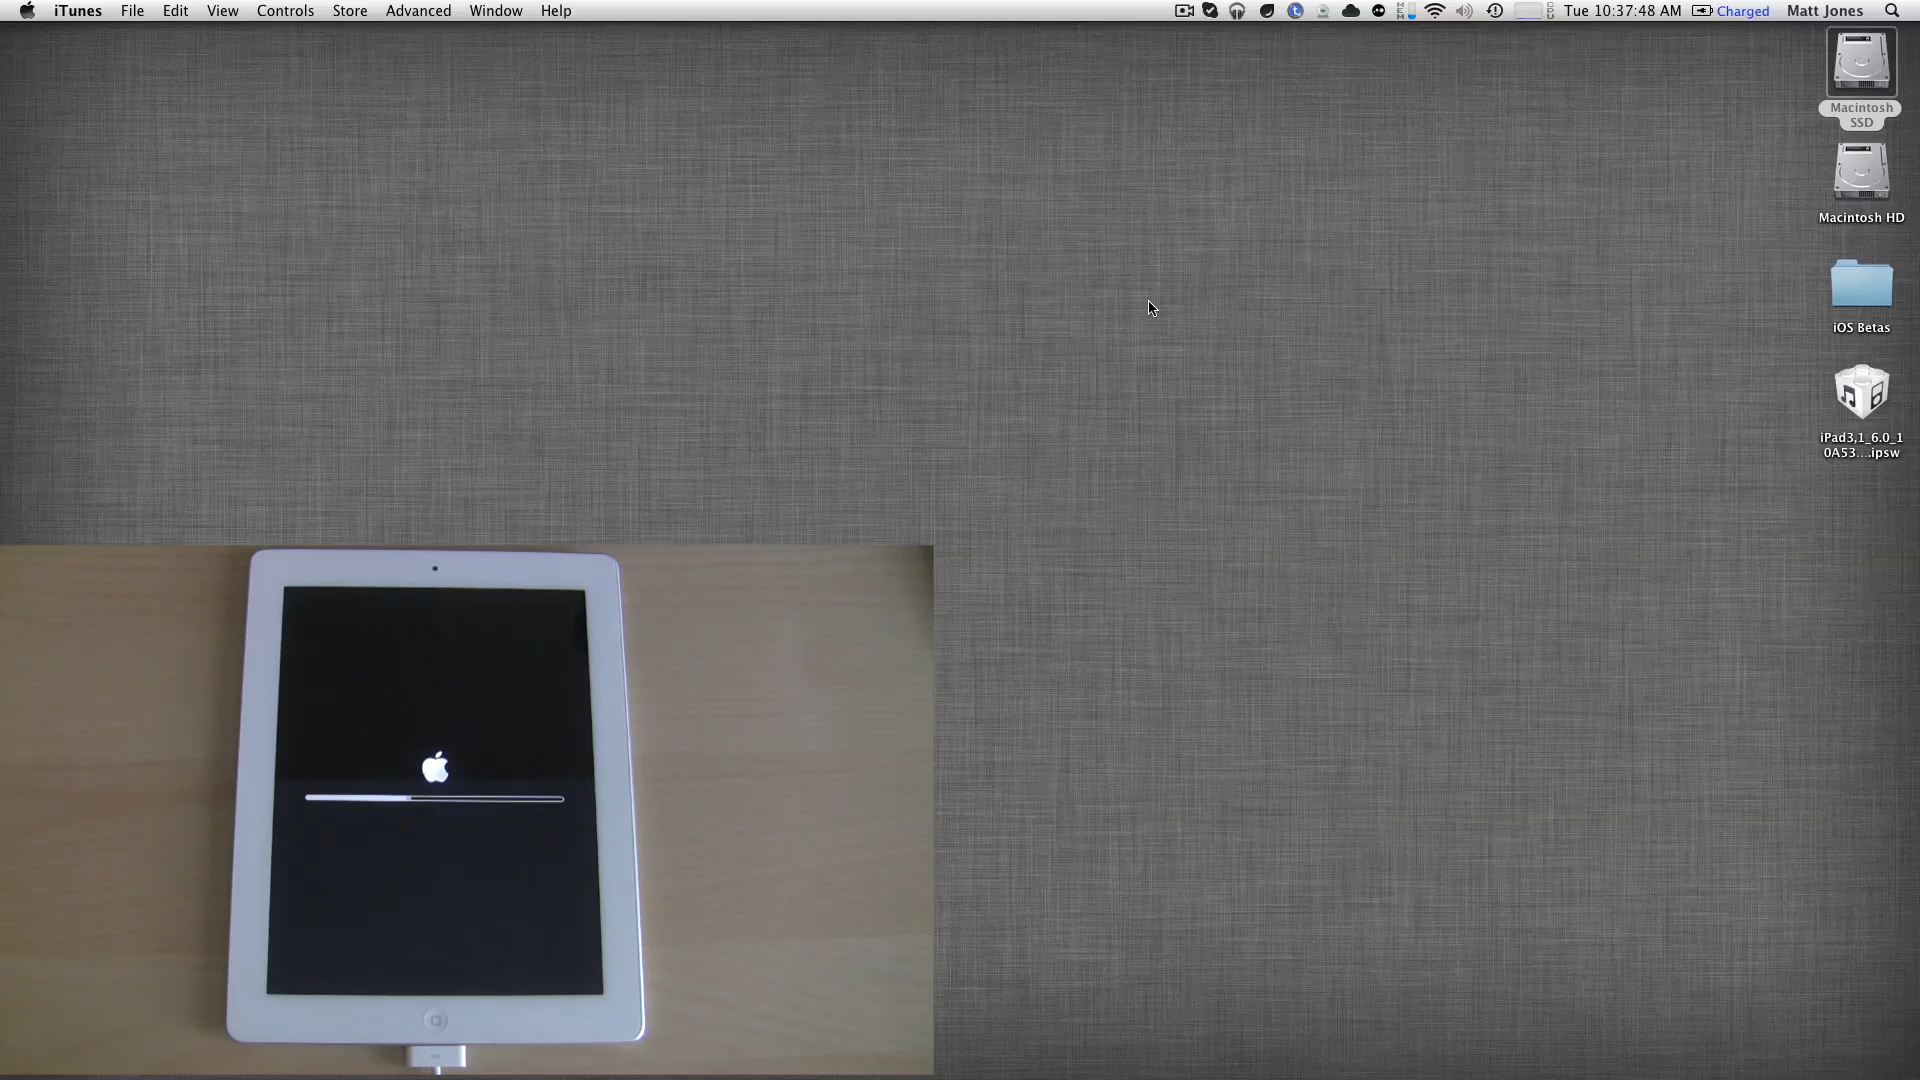 iTunes File Edit View Controls Store Advanced Window Help Tue 10:37:48 AM Charged Matt Jones
Macintosh
SSD
Macintosh HD
iOS Betas
iPad3,1_6.0_1
0A53....ipsw